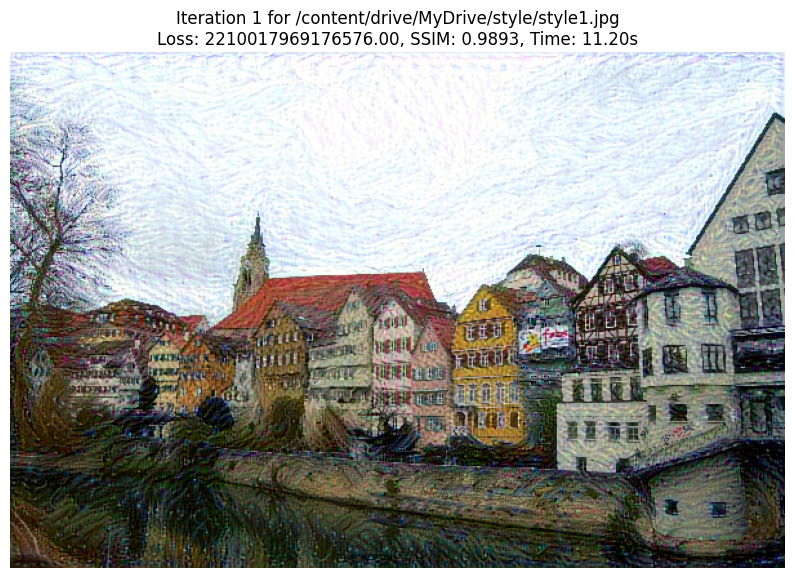 Iteration 1 for /content/drive/MyDrive/style/style1.jpg
Loss: 2210017969176576.00, SSIM: 0.9893, Time: 11.20s